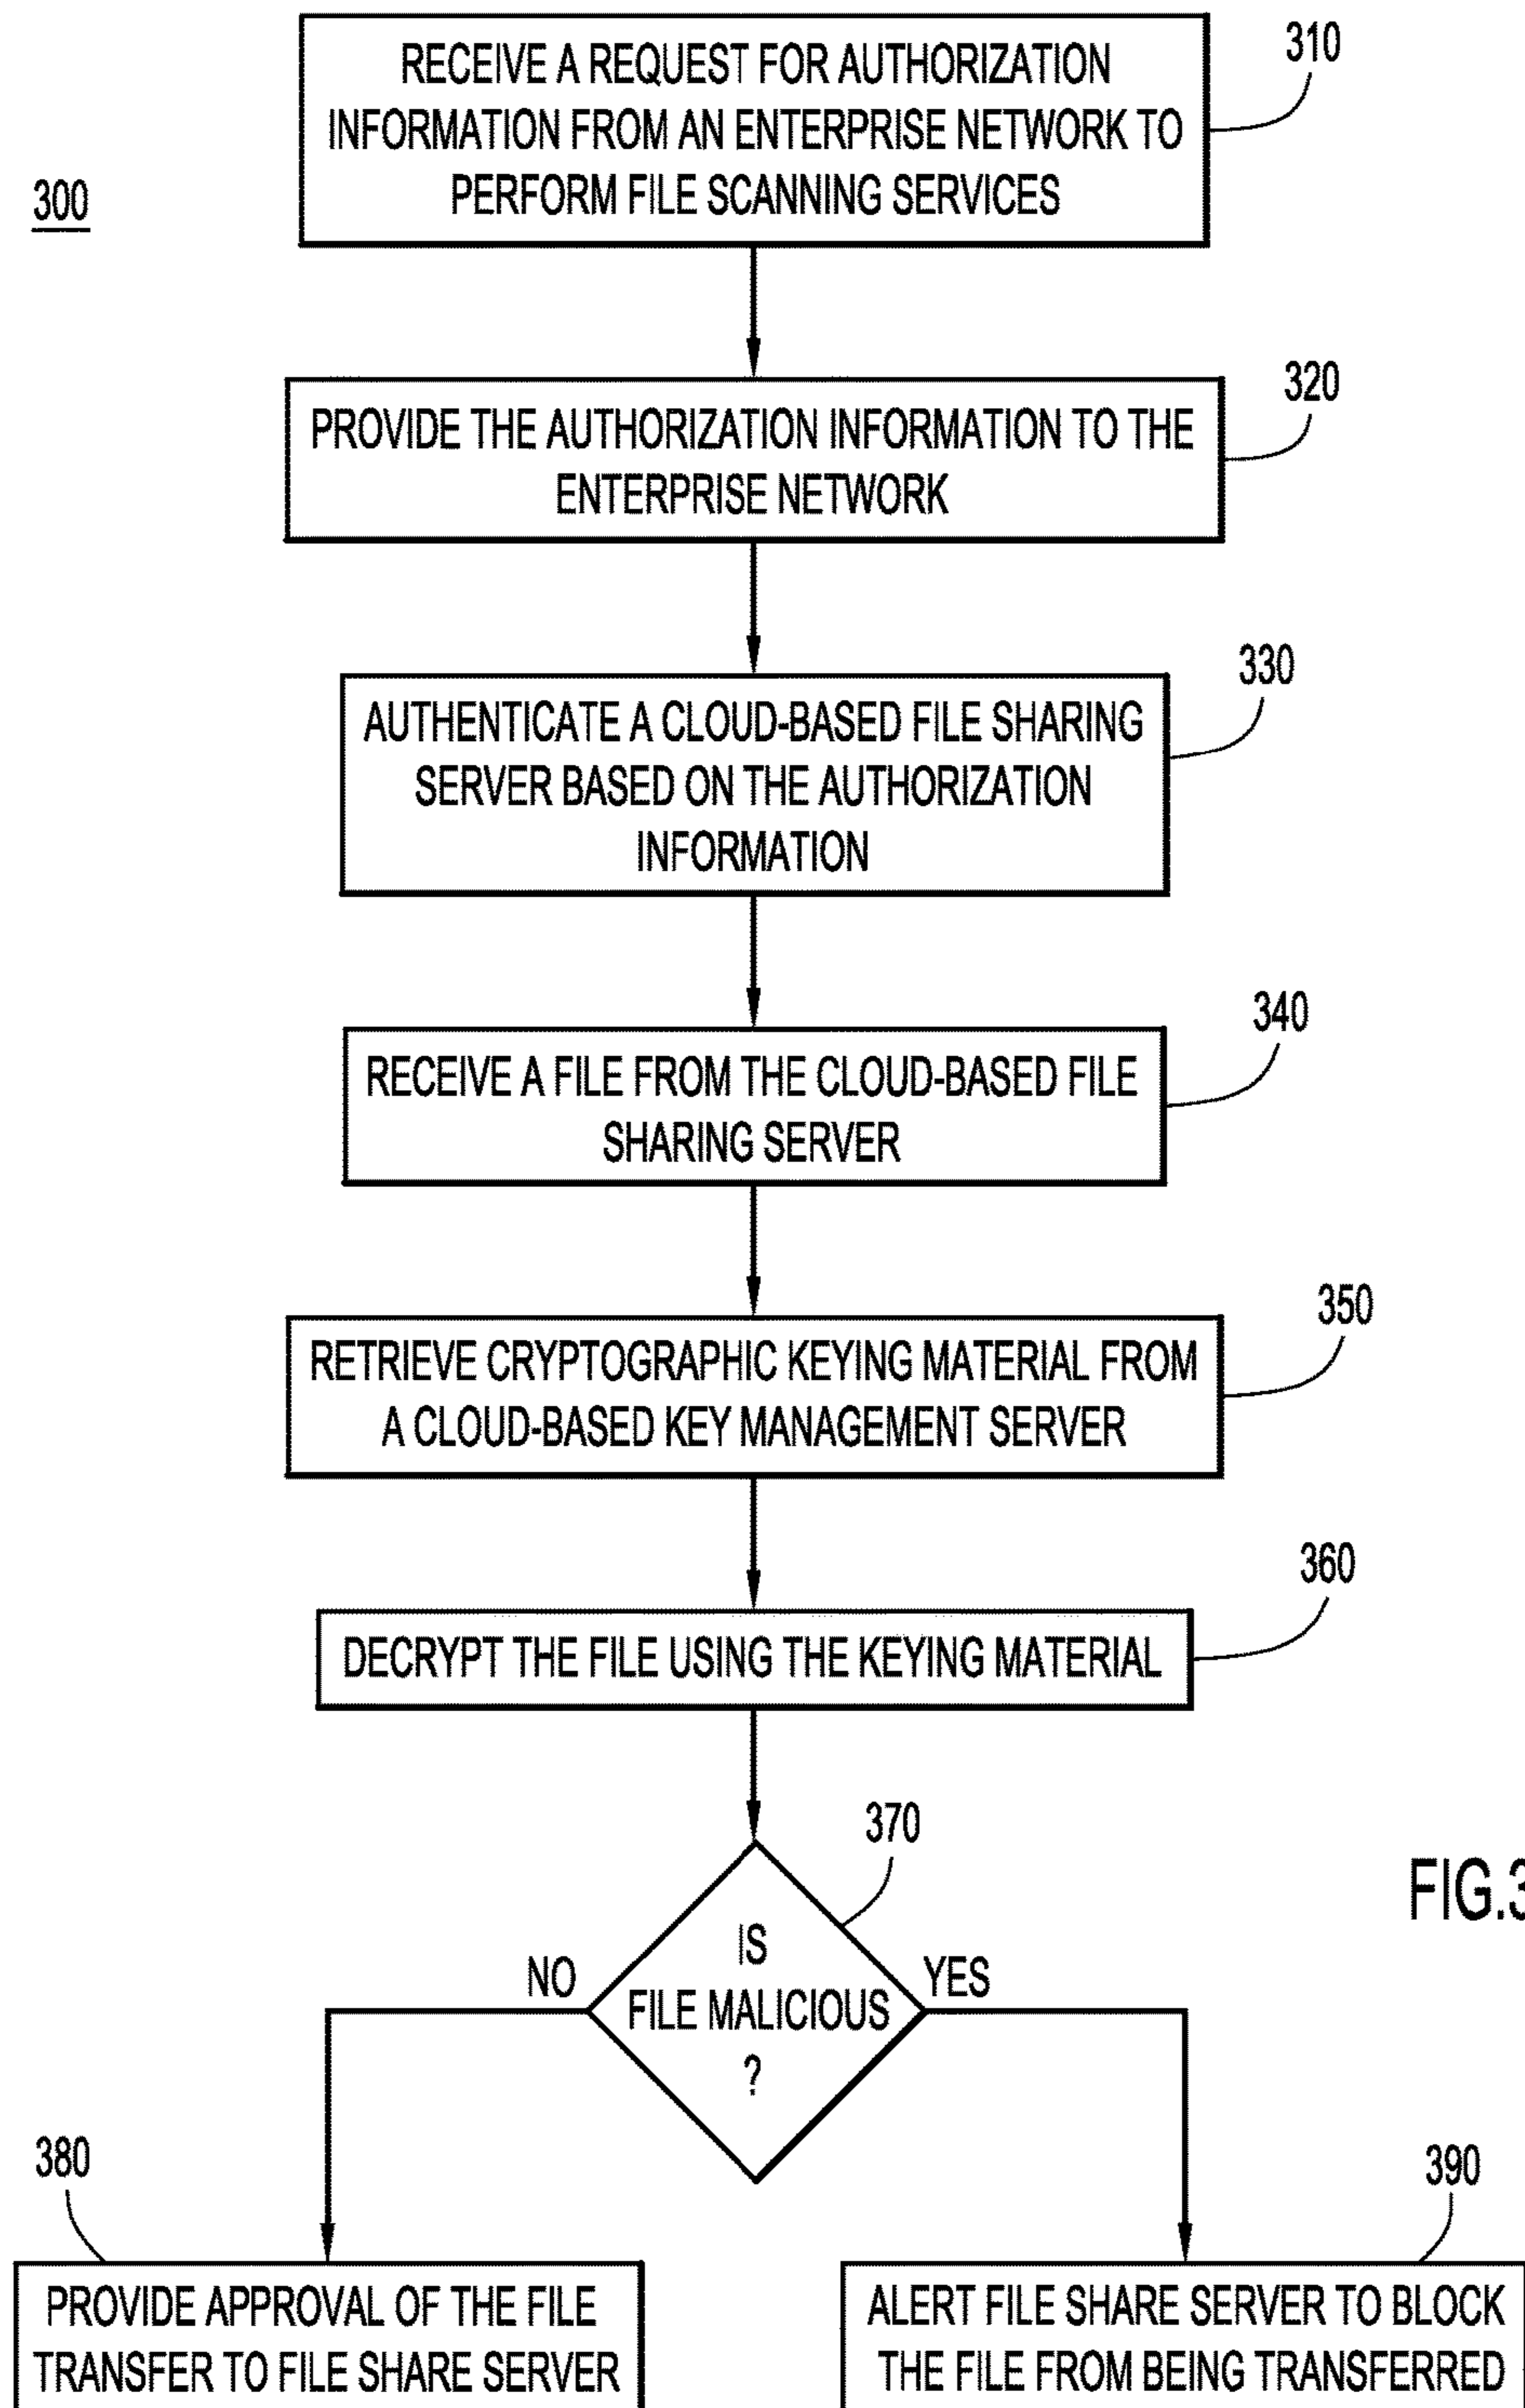 310
RECEIVE A REQUEST FOR AUTHORIZATION
INFORMATION FROM AN ENTERPRISE NETWORK TO
PERFORM FILE SCANNING SERVICES
300
320
PROVIDE THE AUTHORIZATION INFORMATION TO THE
ENTERPRISE NETWORK
330
AUTHENTICATE A CLOUD-BASED FILE SHARING
SERVER BASED ON THE AUTHORIZATION
INFORMATION
340
RECEIVE A FILE FROM THE CLOUD-BASED FILE
SHARING SERVER
350
RETRIEVE CRYPTOGRAPHIC KEYING MATERIAL FROM
A CLOUD-BASED KEY MANAGEMENT SERVER
360
DECRYPT THE FILE USING THE KEYING MATERIAL
370
FIG.3
IS
FILE MALICIOUS
?
NO
YES
380
PROVIDE APPROVAL OF THE FILE
TRANSFER TO FILE SHARE SERVER
390
ALERT FILE SHARE SERVER TO BLOCK
THE FILE FROM BEING TRANSFERRED